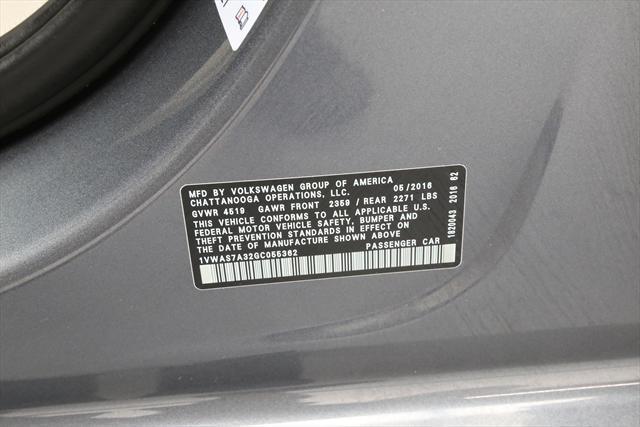 MFD BY VOLKSWAGEN GROUP OF AMERICA 05/2016
CHATTANOOGA OPERATIONS, LLC.
GVWR 4519 GAWR FRONT 2359 / REAR 2271 LBS
THIS VEHICLE CONFORMS TO ALL APPLICABLE U.S.
FEDERAL MOTOR VEHICLE SAFETY, BUMPER AND
THEFT PREVENTION STANDARDS IN EFFECT ON
THE DATE OF MANUFACTURE SHOWN ABOVE
1VWAS7A32GC055362 PASSENGER CAR
1820043 2016 62